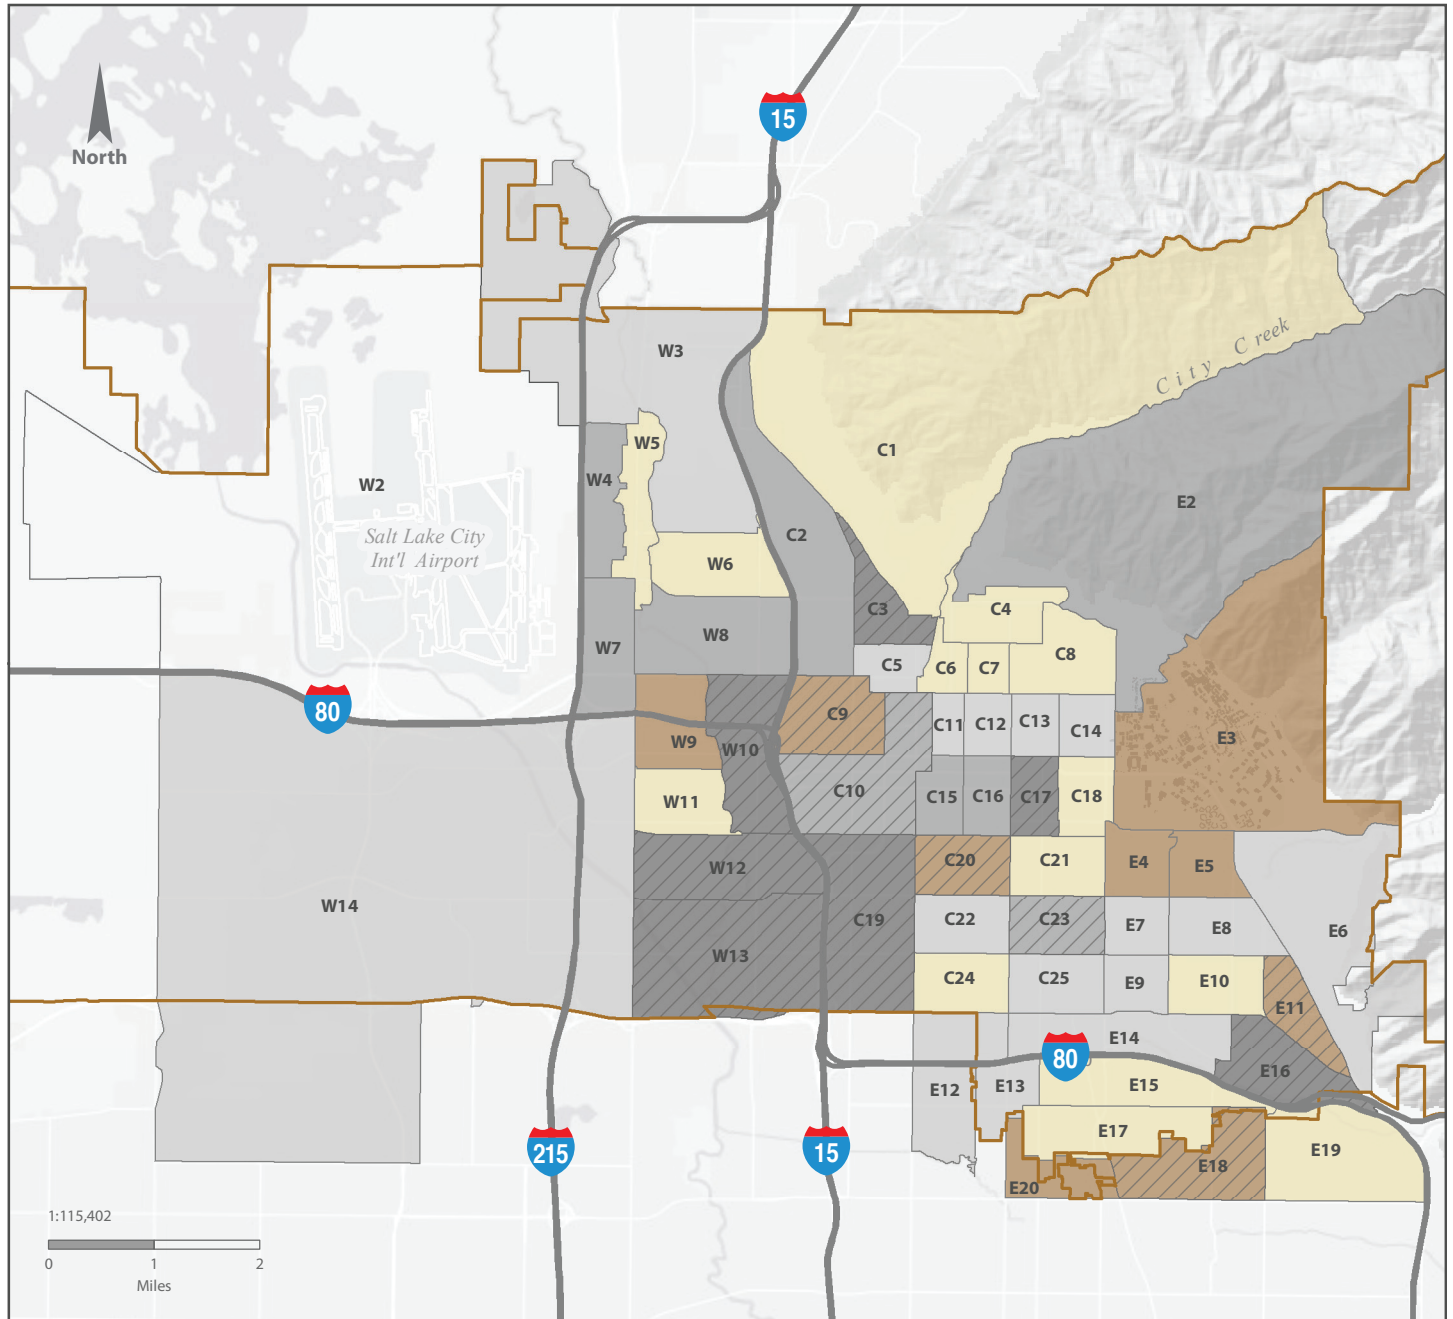 15
North
W3
City Creek
W5
C1
W4
W2
E2
Salt Lake City
Int'l Airport
C2
W6
C3
C4
W8
W7
C5
C6
C7
C8
80
C9
C11
C12
C13
C14
E3
W9
W10
W11
C10
C15
C16
C17
C18
W12
C20
C21
E4
E5
W14
C19
C22
C23
E7
E8
E6
W13
C24
C25
E9
E10
E11
E14
80
E12
E13
E15
E16
E17
215
15
E18
E19
E20
1:115,402
0 1 2
Miles